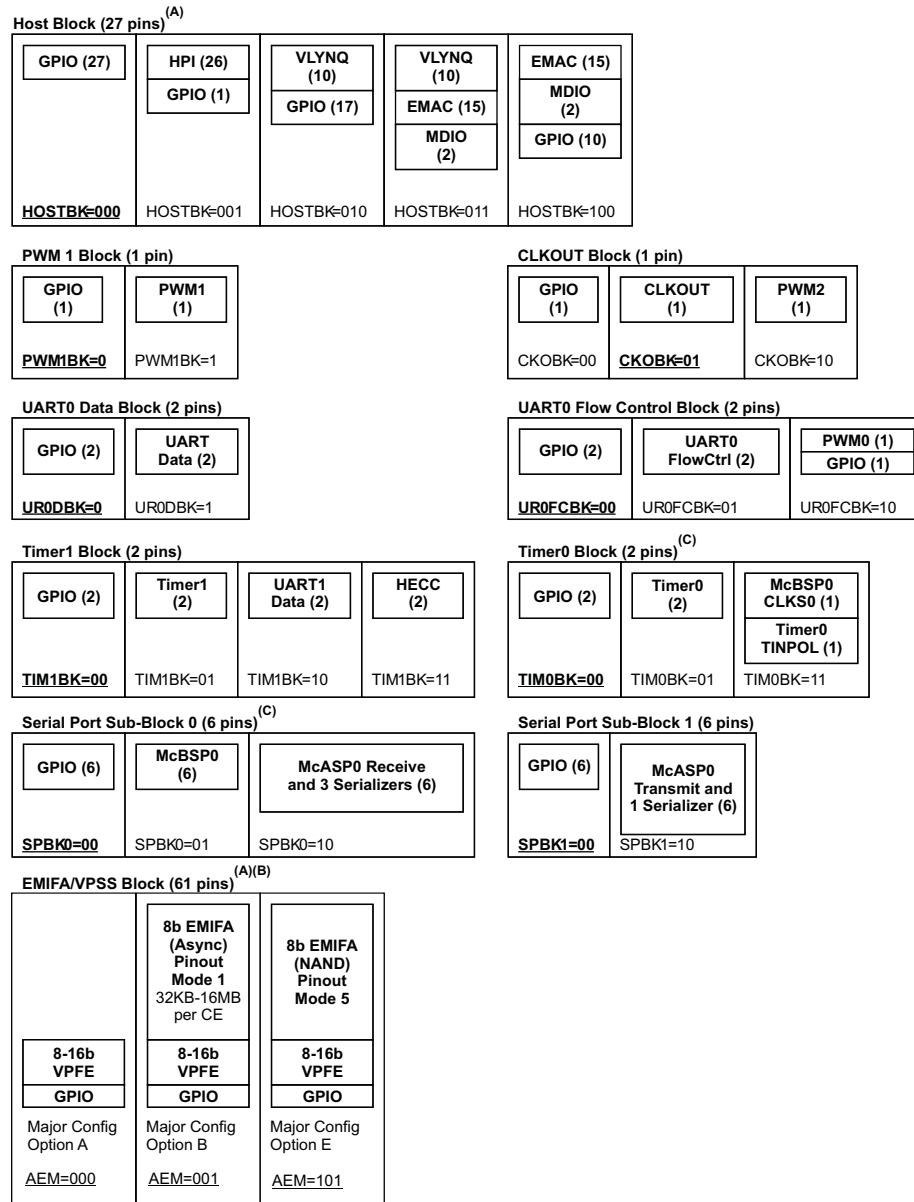 Host Block (27 pins)(A)
GPIO (27)
HOSTBK=000
HPI (26)
GPIO (1)
HOSTBK=001
VLYNQ
(10)
GPIO (17)
HOSTBK=010
VLYNQ
(10)
EMAC (15)
MDIO
(2)
HOSTBK=011
EMAC (15)
MDIO
(2)
GPIO (10)
HOSTBK=100
PWM 1 Block (1 pin)
GPIO
(1)
PWM1BK=0
PWM1
(1)
PWM1BK=1
CLKOUT Block (1 pin)
GPIO
(1)
CKOBK=00
CLKOUT
(1)
CKOBK=01
PWM2
(1)
CKOBK=10
UART0 Data Block (2 pins)
GPIO (2)
UR0DBK=0
UART
Data (2)
UR0DBK=1
UART0 Flow Control Block (2 pins)
GPIO (2)
UR0FCBK=00
UART0
FlowCtrl (2)
UR0FCBK=01
PWM0 (1)
GPIO (1)
UR0FCBK=10
Timer1 Block (2 pins)
GPIO (2)
TIM1BK=00
Timer1
(2)
TIM1BK=01
UART1
Data (2)
TIM1BK=10
HECC
(2)
TIM1BK=11
Timer0 Block (2 pins)(C)
GPIO (2)
TIM0BK=00
Timer0
(2)
TIM0BK=01
McBSP0
CLKS0 (1)
Timer0
TINPOL (1)
TIM0BK=11
Serial Port Sub-Block 0 (6 pins)(C)
GPIO (6)
SPBK0=00
McBSP0
(6)
SPBK0=01
McASP0 Receive
and 3 Serializers (6)
SPBK0=10
Serial Port Sub-Block 1 (6 pins)
GPIO (6)
SPBK1=00
McASP0
Transmit and
1 Serializer (6)
SPBK1=10
EMIFA/VPSS Block (61 pins)(A)(B)
8-16b
VPFE
GPIO
Major Config
Option A
AEM=000
8b EMIFA
(Async)
Pinout
Mode 1
32KB-16MB
per CE
8-16b
VPFE
GPIO
Major Config
Option B
AEM=001
8b EMIFA
(NAND)
Pinout
Mode 5
8-16b
VPFE
GPIO
Major Config
Option E
AEM=101